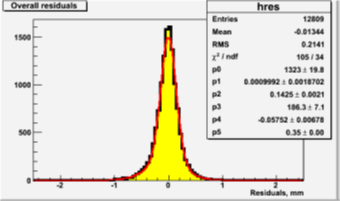 Overall residuals
hres
Entries 12809
Mean -0.01344
RMS 0.2141
χ² / ndf 105 / 34
p0 1323 ± 19.8
p1 0.0009992 ± 0.0018702
p2 0.1425 ± 0.0021
p3 186.3 ± 7.1
p4 -0.05752 ± 0.00678
p5 0.35 ± 0.00
1500
1000
500
0
-2 -1 0 1 2
Residuals, mm